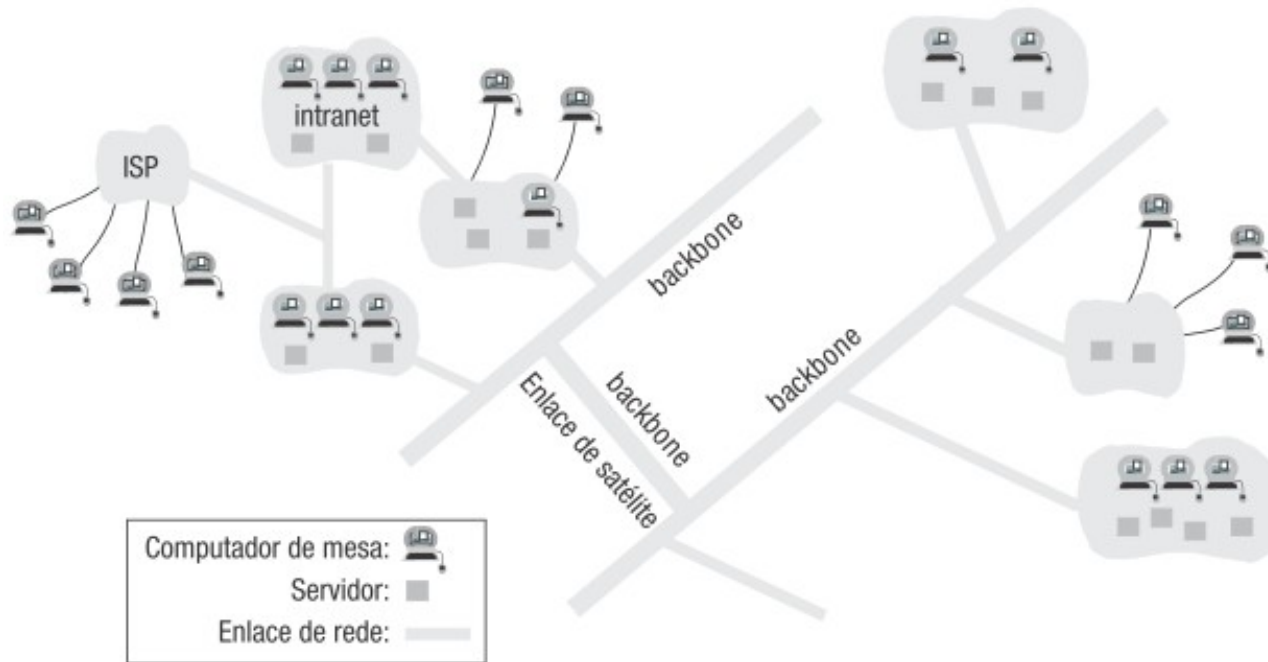 intranet
ISP
backbone
backbone
Enlace de satélite
backbone
Computador de mesa:
Servidor:
Enlace de rede: